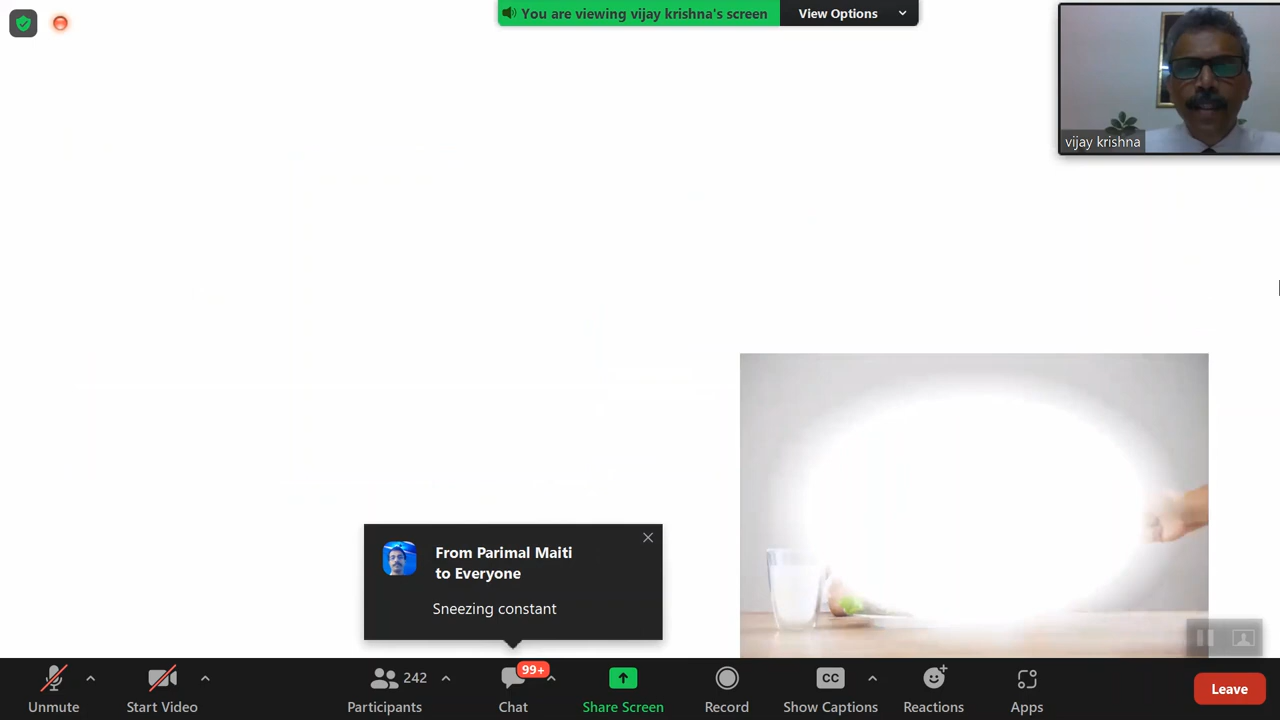 You are viewing vijay krishna's screen
View Options
vijay krishna
From Parimal Maiti
to Everyone
Sneezing constant
Unmute
Start Video
242
Participants
99+
Chat
Share Screen
Record
CC
Show Captions
Reactions
Apps
Leave